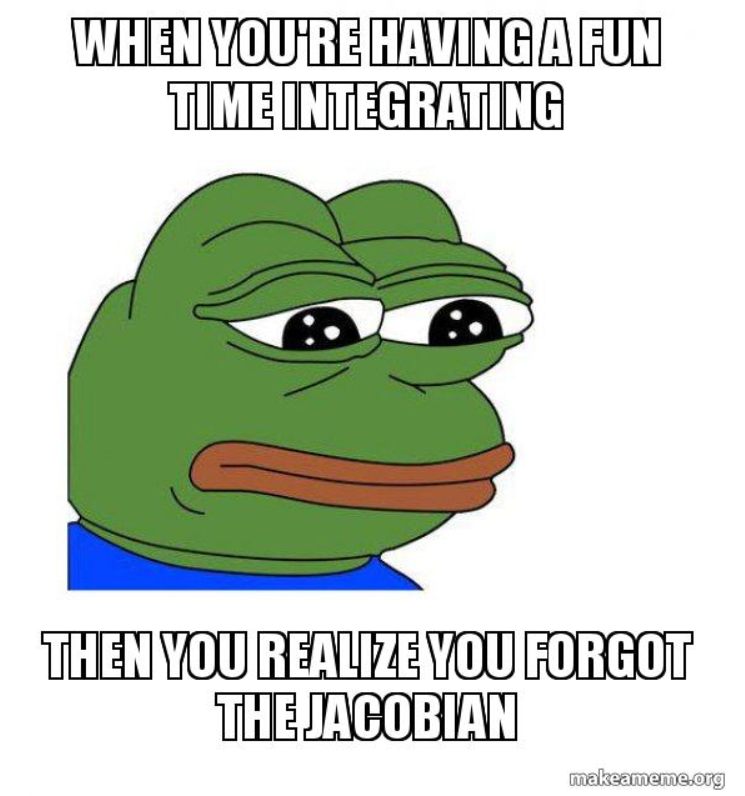 WHEN YOU'RE HAVING A FUN
TIME INTEGRATING
THEN YOU REALIZE YOU FORGOT
THE JACOBIAN
makeameme.org